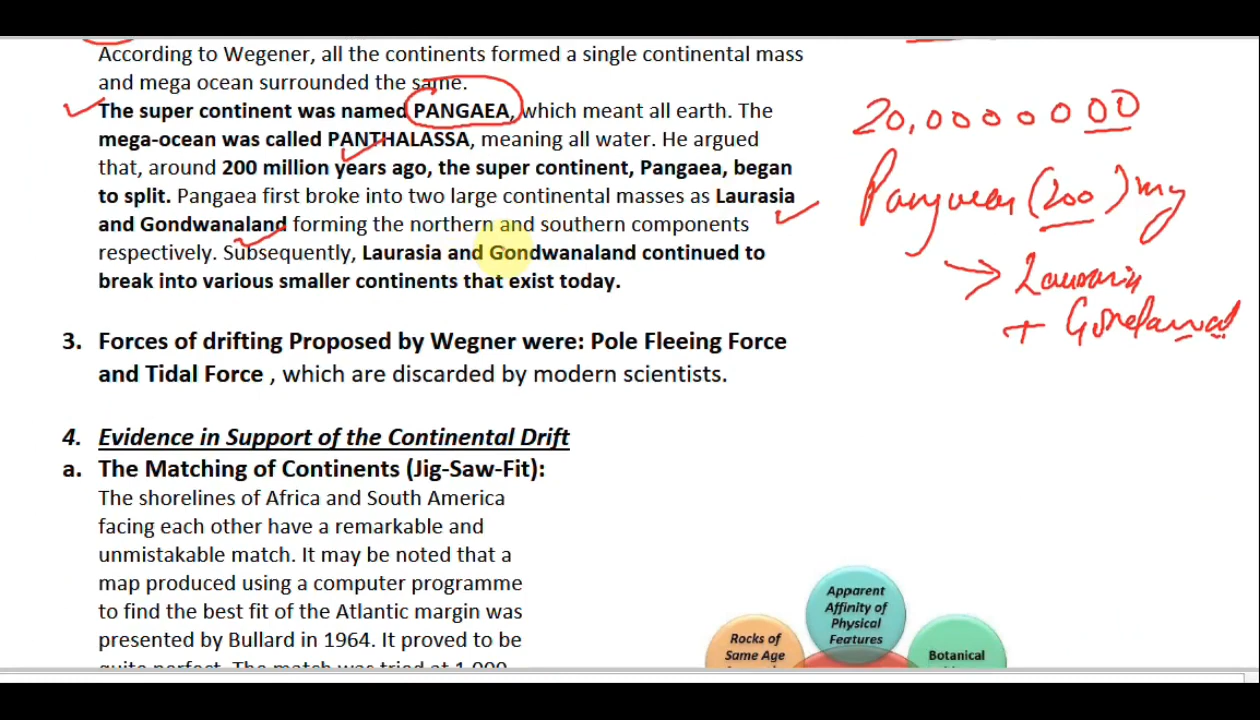 According to Wegener, all the continents formed a single continental mass
and mega ocean surrounded the same.
The super continent was named PANGAEA, which meant all earth. The
mega-ocean was called PANTHALASSA, meaning all water. He argued
that, around 200 million years ago, the super continent, Pangaea, began
to split. Pangaea first broke into two large continental masses as Laurasia
and Gondwanaland forming the northern and southern components
respectively. Subsequently, Laurasia and Gondwanaland continued to
break into various smaller continents that exist today.
20,0000000
(200) my
→
+
3. Forces of drifting Proposed by Wegner were: Pole Fleeing Force
and Tidal Force , which are discarded by modern scientists.
4. Evidence in Support of the Continental Drift
a. The Matching of Continents (Jig-Saw-Fit):
The shorelines of Africa and South America
facing each other have a remarkable and
unmistakable match. It may be noted that a
map produced using a computer programme
to find the best fit of the Atlantic margin was
presented by Bullard in 1964. It proved to be
quite perfect. The match was tried at 1,000
Apparent
Affinity of
Physical
Features
Rocks of
Same Age
Botanical